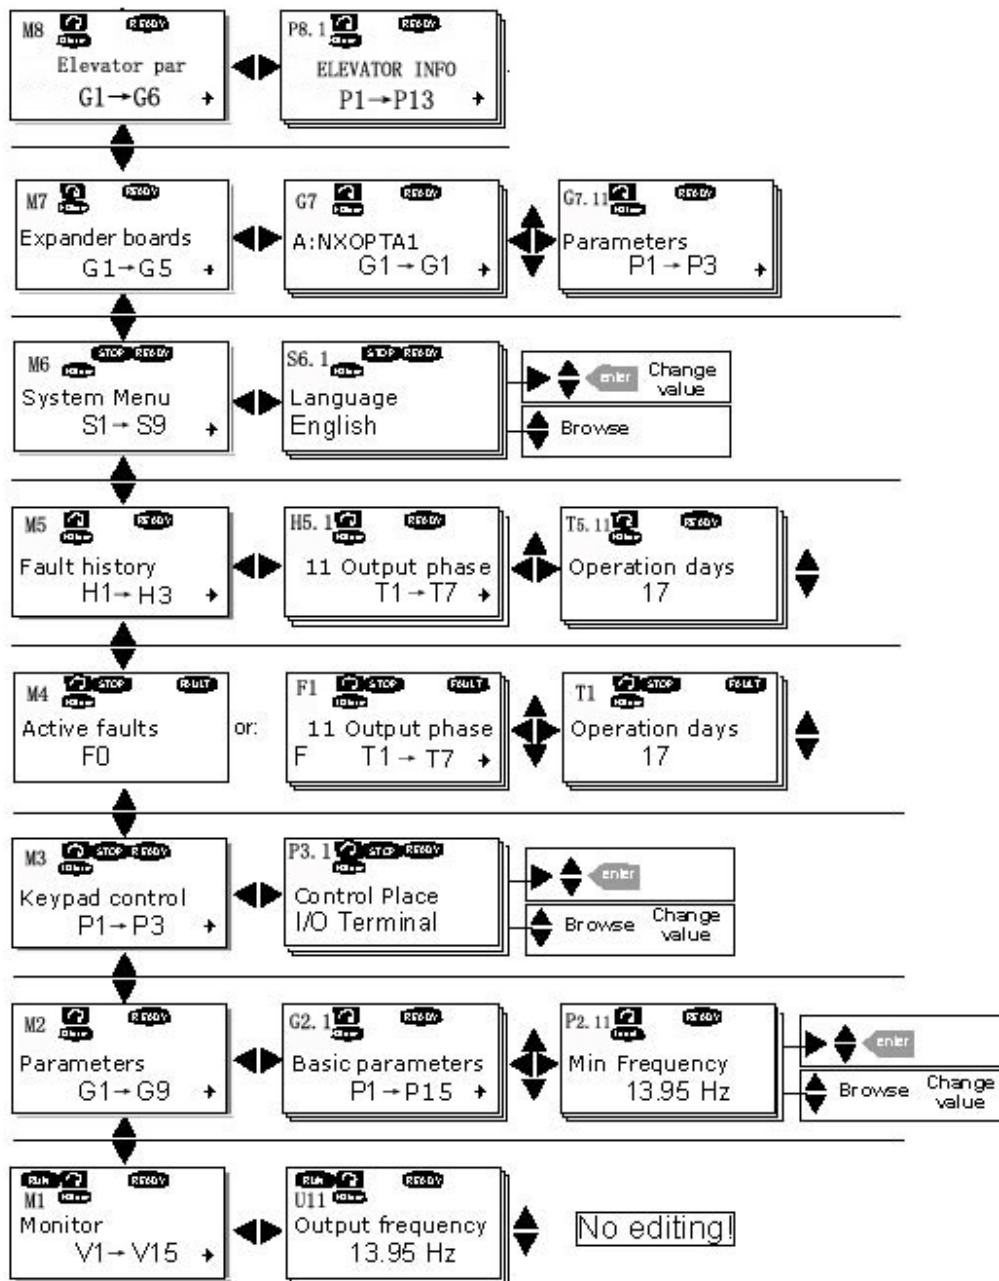 M8 READY
Elevator par
G1→G6
P8.1 READY
ELEVATOR INFO
P1→P13
M7 READY
Expander boards
G1→G5
G7 READY
A:NXOPTA1
G1→G1
G7.11 READY
Parameters
P1→P3
M6 STOP READY
System Menu
S1→S9
S6.1 STOP READY
Language
English
enter Change
value
Browse
M5 READY
Fault history
H1→H3
H5.1 READY
11 Output phase
T1→T7
T5.11 READY
Operation days
17
M4 STOP FAULT
Active faults
F0
or:
F1 STOP FAULT
11 Output phase
F T1→T7
T1 STOP FAULT
Operation days
17
M3 STOP READY
Keypad control
P1→P3
P3.1 STOP READY
Control Place
I/O Terminal
enter
Browse Change
value
M2 READY
Parameters
G1→G9
G2.1 READY
Basic parameters
P1→P15
P2.11 READY
Min Frequency
13.95 Hz
enter
Browse Change
value
RUN READY
M1
Monitor
V1→V15
RUN READY
U11
Output frequency
13.95 Hz
No editing!